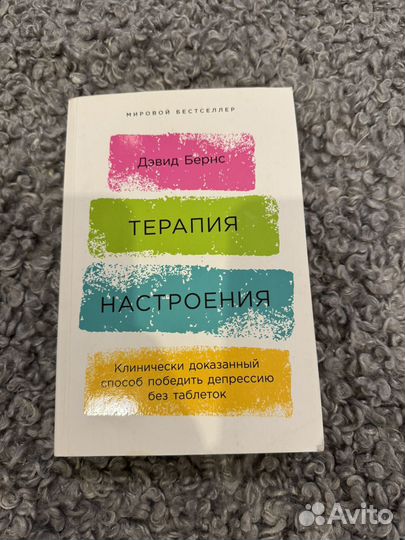 МИРОВОЙ БЕСТСЕЛЛЕР
Дэвид Бернс
ТЕРАПИЯ
НАСТРОЕНИЯ
Клинически доказанный
способ победить депрессию
без таблеток
Avito